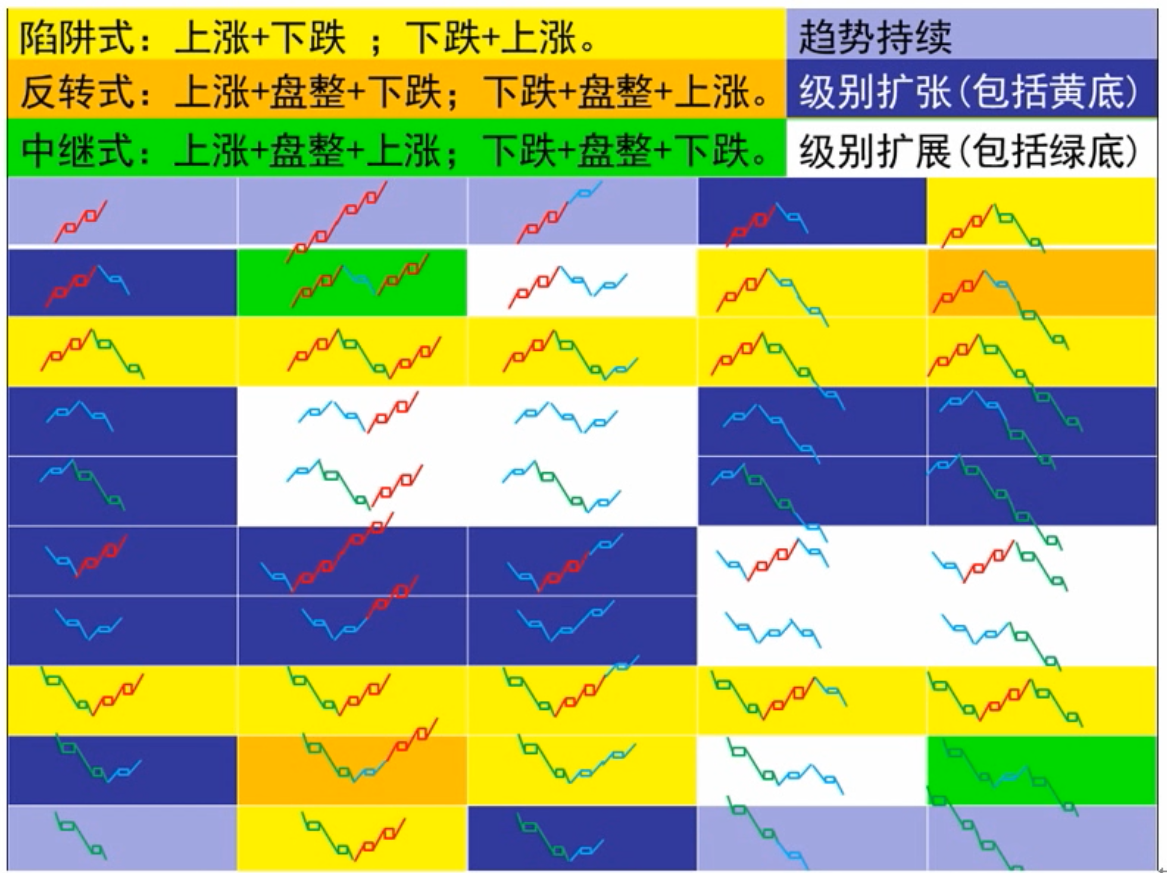 陷阱式：上涨+下跌 ；下跌+上涨。
趋势持续
反转式：上涨+盘整+下跌；下跌+盘整+上涨。
级别扩张(包括黄底)
中继式：上涨+盘整+上涨；下跌+盘整+下跌。
级别扩展(包括绿底)